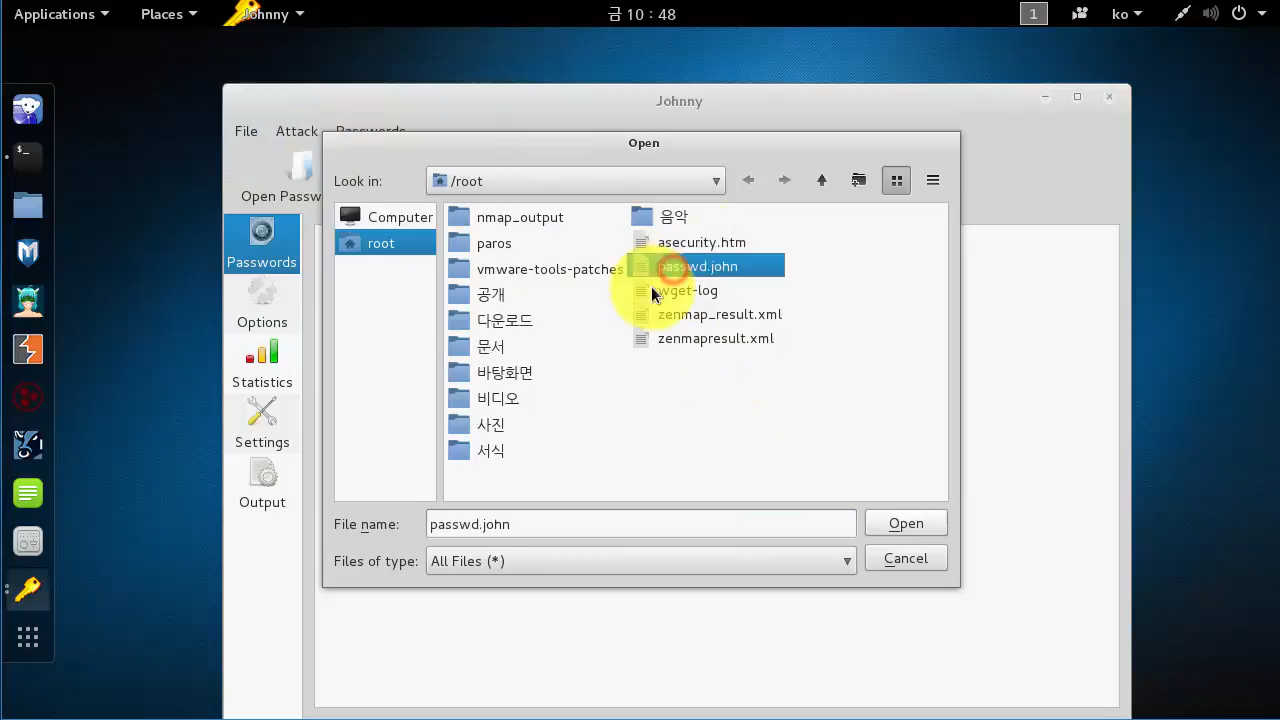 Applications Places Johnny 금 10 : 48 1 ko
Johnny
File Attack Passwords
Open Passw
Passwords
Options
Statistics
Settings
Output
Open
Look in: /root
Computer
root
nmap_output
paros
vmware-tools-patches
공개
다운로드
문서
바탕화면
비디오
사진
서식
음악
asecurity.htm
passwd.john
wget-log
zenmap_result.xml
zenmapresult.xml
File name: passwd.john Open
Files of type: All Files (*) Cancel